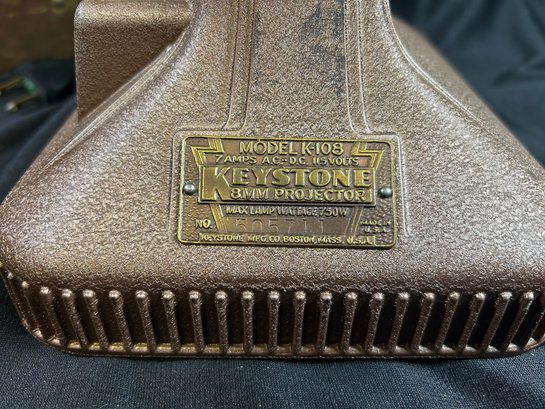 MODEL K-108
7 AMPS A.C.-D.C. 115 VOLTS
KEYSTONE
8MM PROJECTOR
MAX LAMP WATTAGE 750W
NO.
MADE IN
U.S.A.
KEYSTONE MFG. CO. BOSTON, MASS. U.S.A.